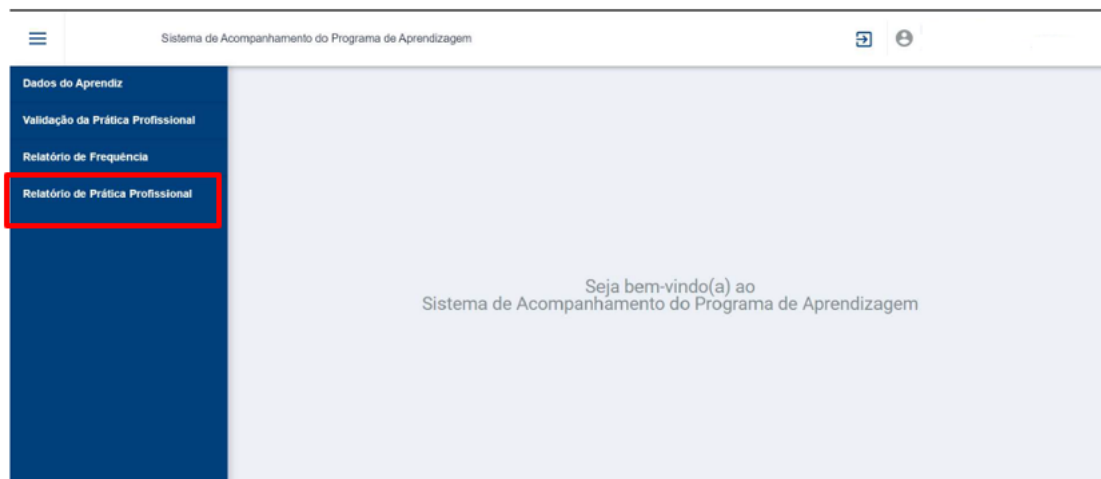 Sistema de Acompanhamento do Programa de Aprendizagem
Dados do Aprendiz
Validação da Prática Profissional
Relatório de Frequência
Relatório de Prática Profissional
Seja bem-vindo(a) ao
Sistema de Acompanhamento do Programa de Aprendizagem